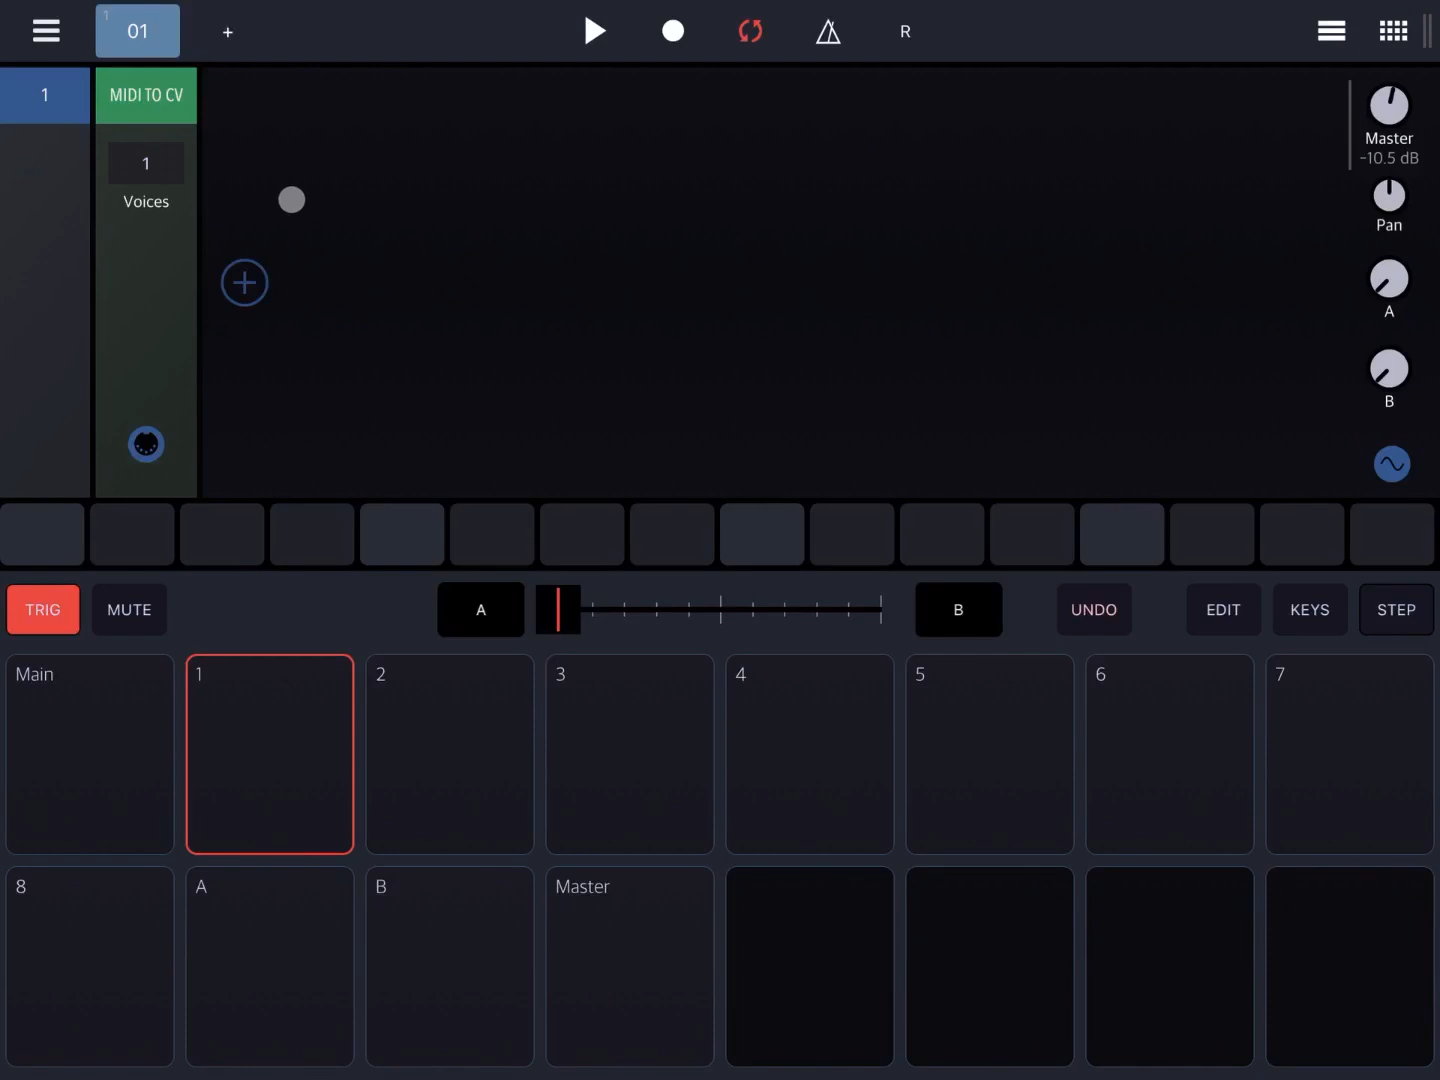 1
01
+
R
1
MIDI TO CV
1
Voices
Master
-10.5 dB
Pan
A
B
TRIG
MUTE
A
B
UNDO
EDIT
KEYS
STEP
Main
1
2
3
4
5
6
7
8
A
B
Master